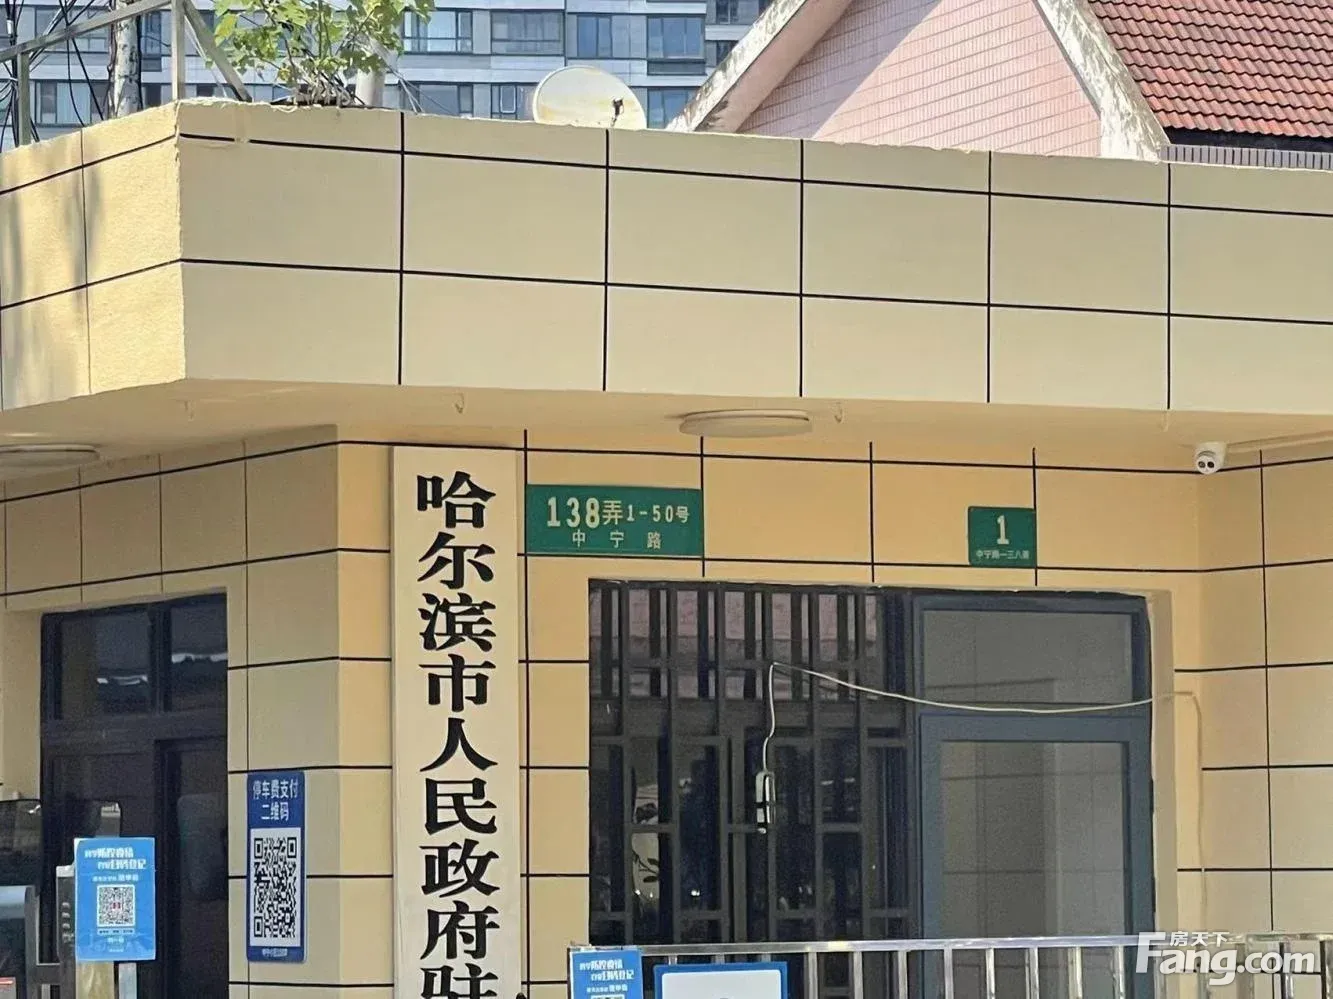 哈尔滨市人民政府驻
138弄1-50号
中宁路
1
中宁路一三八弄
停车费支付
二维码
房天下
Fang.com